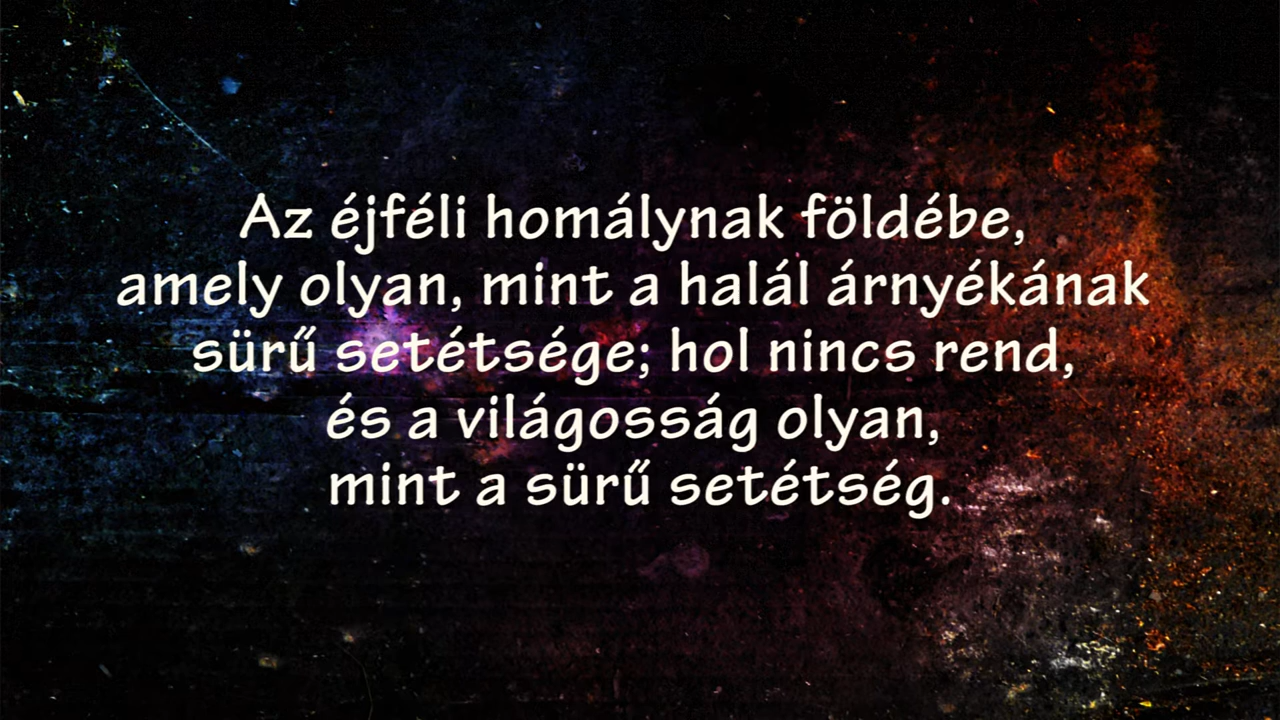 Az éjféli homálynak földébe,
amely olyan, mint a halál árnyékának
sürű setétsége; hol nincs rend,
és a világosság olyan,
mint a sürű setétség.